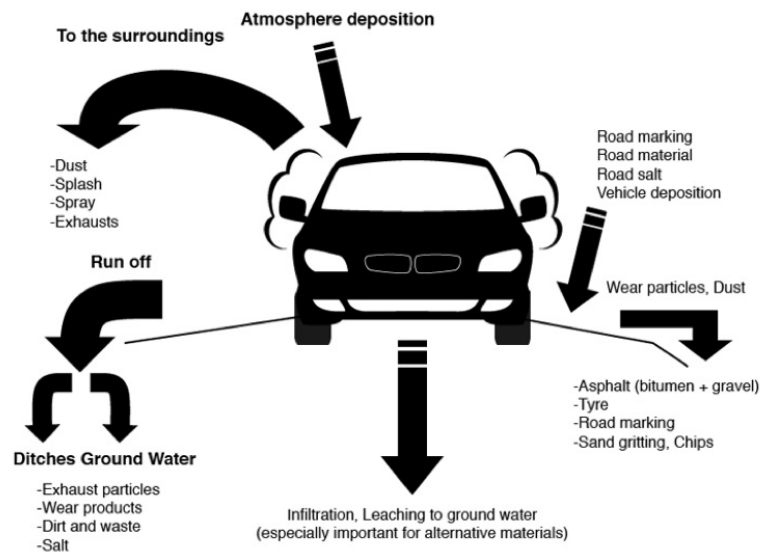 Atmosphere deposition
To the surroundings
-Dust
-Splash
-Spray
-Exhausts
Road marking
Road material
Road salt
Vehicle deposition
Run off
Wear particles, Dust
-Asphalt (bitumen + gravel)
-Tyre
-Road marking
-Sand gritting, Chips
Ditches Ground Water
-Exhaust particles
-Wear products
-Dirt and waste
-Salt
Infiltration, Leaching to ground water
(especially important for alternative materials)